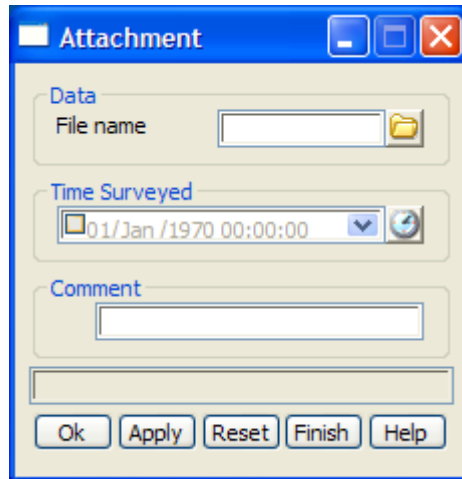 Attachment
Data
File name
Time Surveyed
01/Jan /1970 00:00:00
Comment
Ok Apply Reset Finish Help